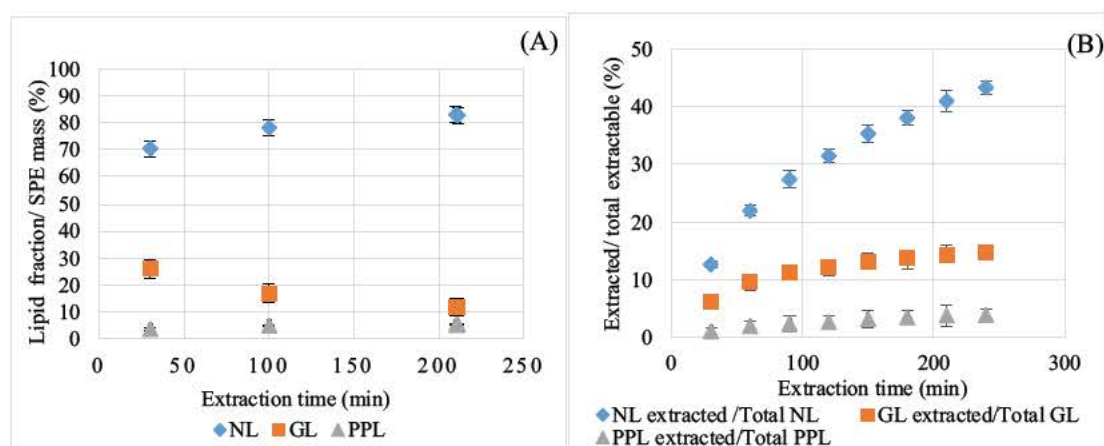 (A)
Lipid fraction/ SPE mass (%)
100
90
80
70
60
50
40
30
20
10
0
0 50 100 150 200 250
Extraction time (min)
NL GL PPL
(B)
Extracted/ total extractable (%)
50
40
30
20
10
0
0 100 200 300
Extraction time (min)
NL extracted /Total NL GL extracted/Total GL
PPL extracted/Total PPL